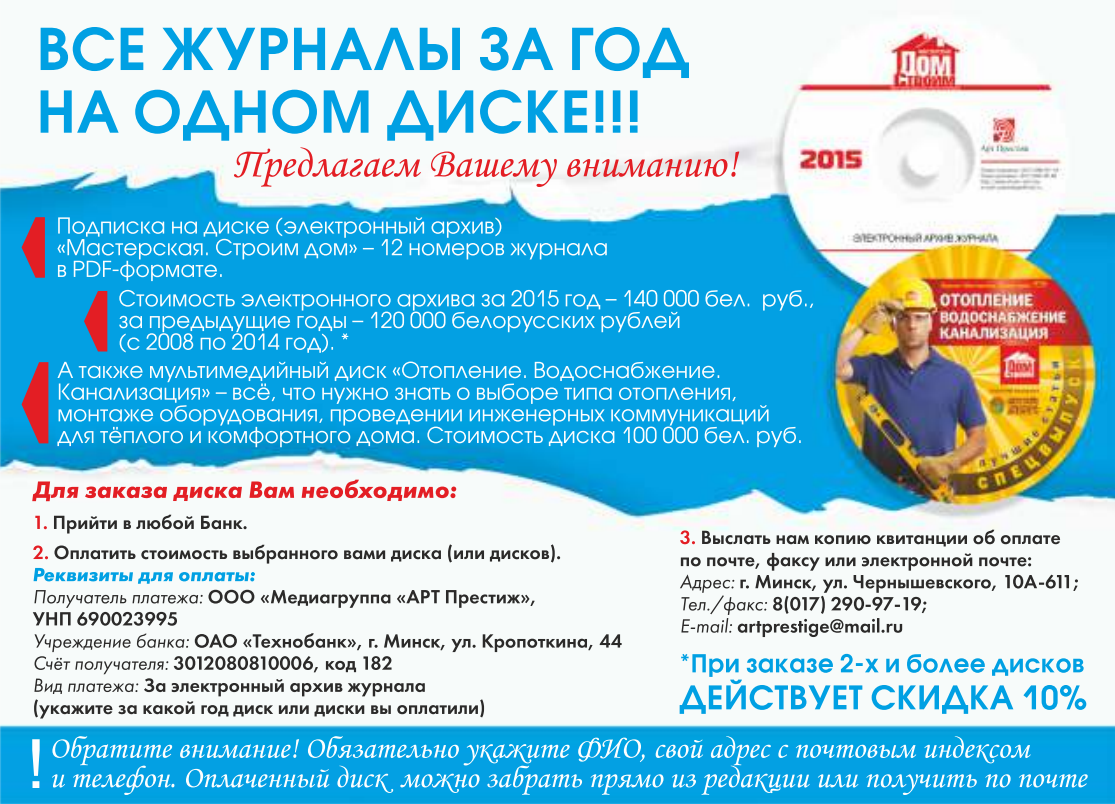 ВСЕ ЖУРНАЛЫ ЗА ГОД
НА ОДНОМ ДИСКЕ!!!
Предлагаем Вашему вниманию!
ДОМ
Строим
2015
Арт Престиж
ЭЛЕКТРОННЫЙ АРХИВ ЖУРНАЛА
Подписка на диске (электронный архив)
«Мастерская. Строим дом» – 12 номеров журнала
в PDF-формате.
Стоимость электронного архива за 2015 год – 140 000 бел. руб.,
за предыдущие годы – 120 000 белорусских рублей
(с 2008 по 2014 год). *
А также мультимедийный диск «Отопление. Водоснабжение.
Канализация» – всё, что нужно знать о выборе типа отопления,
монтаже оборудования, проведении инженерных коммуникаций
для тёплого и комфортного дома. Стоимость диска 100 000 бел. руб.
ОТОПЛЕНИЕ
ВОДОСНАБЖЕНИЕ
КАНАЛИЗАЦИЯ
ДОМ
Строим
лучшие статьи
СПЕЦВЫПУСК
Для заказа диска Вам необходимо:
1. Прийти в любой Банк.
2. Оплатить стоимость выбранного вами диска (или дисков).
Реквизиты для оплаты:
Получатель платежа: ООО «Медиагруппа «АРТ Престиж»,
УНП 690023995
Учреждение банка: ОАО «Технобанк», г. Минск, ул. Кропоткина, 44
Счёт получателя: 3012080810006, код 182
Вид платежа: За электронный архив журнала
(укажите за какой год диск или диски вы оплатили)
3. Выслать нам копию квитанции об оплате
по почте, факсу или электронной почте:
Адрес: г. Минск, ул. Чернышевского, 10А-611;
Тел./факс: 8(017) 290-97-19;
E-mail: artprestige@mail.ru
*При заказе 2-х и более дисков
ДЕЙСТВУЕТ СКИДКА 10%
! Обратите внимание! Обязательно укажите ФИО, свой адрес с почтовым индексом
и телефон. Оплаченный диск можно забрать прямо из редакции или получить по почте